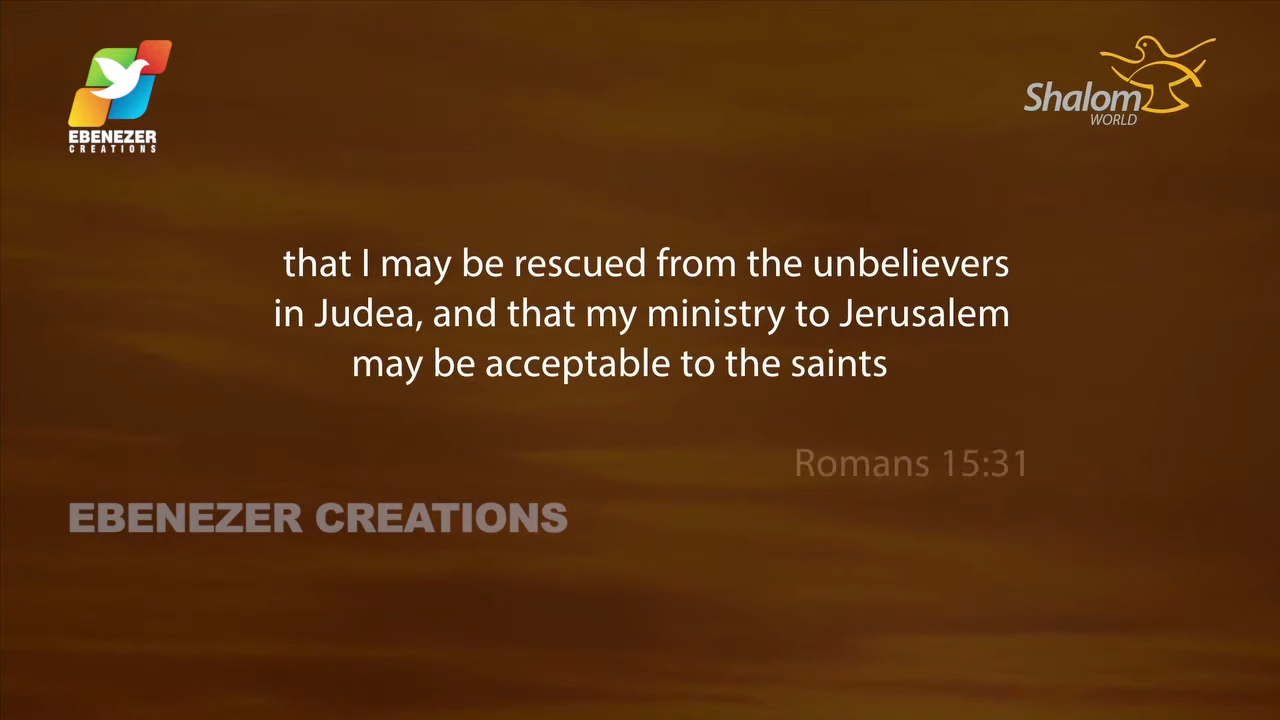 EBENEZER
CREATIONS
Shalom
WORLD
that I may be rescued from the unbelievers
in Judea, and that my ministry to Jerusalem
may be acceptable to the saints
Romans 15:31
EBENEZER CREATIONS